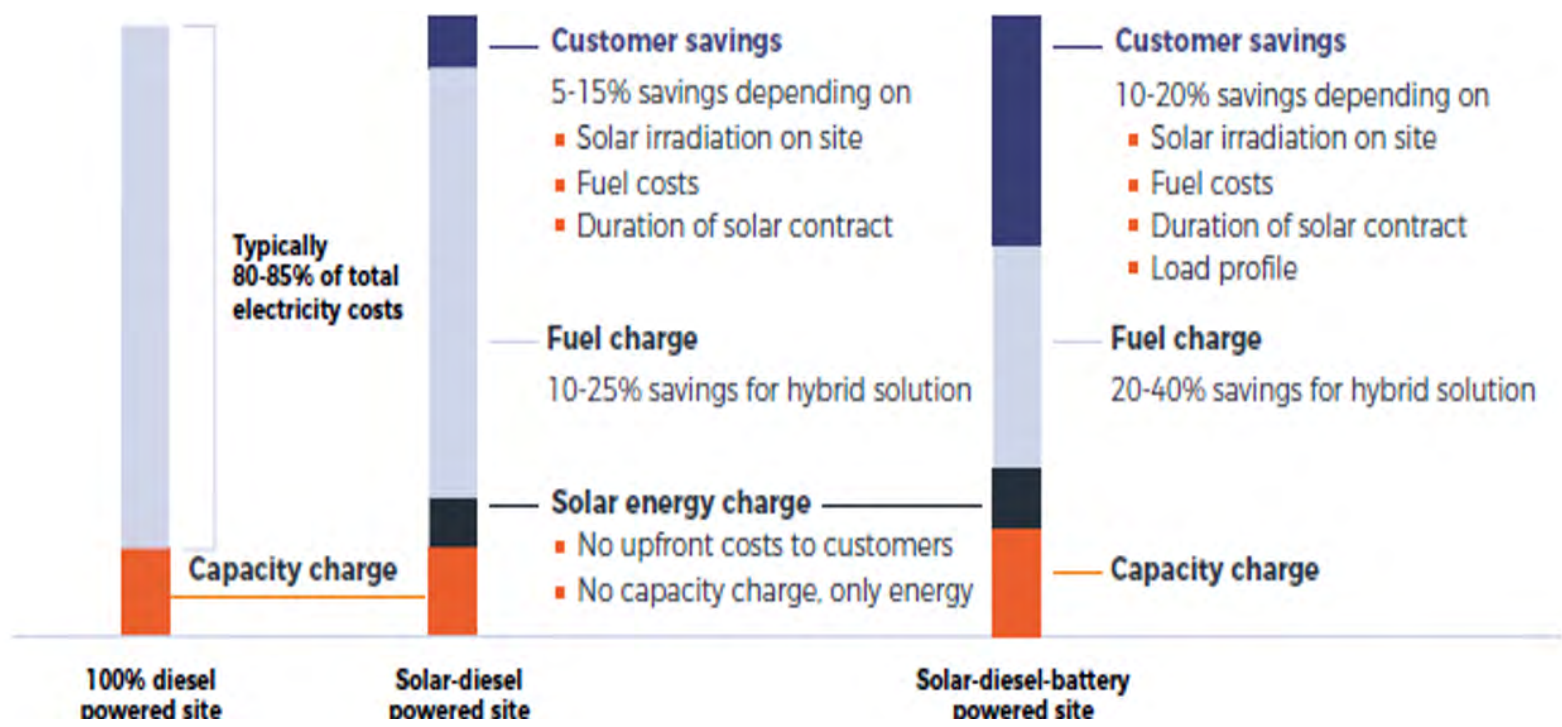 Typically
80-85% of total
electricity costs
Capacity charge
Customer savings
5-15% savings depending on
Solar irradiation on site
Fuel costs
Duration of solar contract
Fuel charge
10-25% savings for hybrid solution
Solar energy charge
No upfront costs to customers
No capacity charge, only energy
Customer savings
10-20% savings depending on
Solar irradiation on site
Fuel costs
Duration of solar contract
Load profile
Fuel charge
20-40% savings for hybrid solution
Capacity charge
100% diesel
powered site
Solar-diesel
powered site
Solar-diesel-battery
powered site